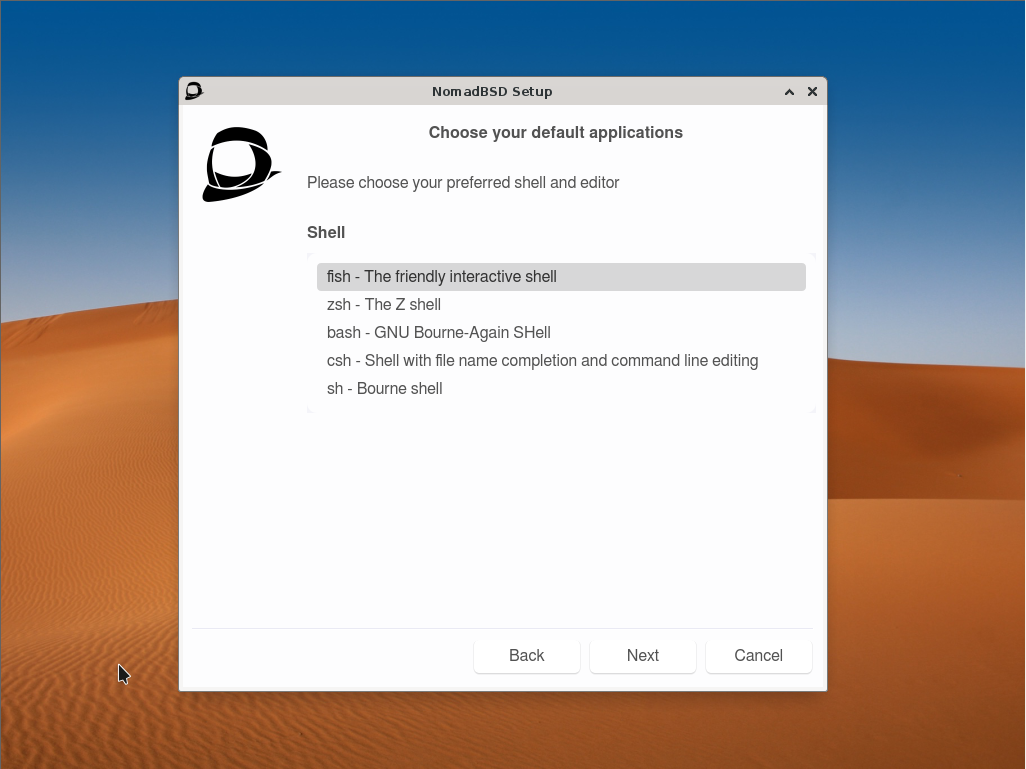 NomadBSD Setup
Choose your default applications
Please choose your preferred shell and editor
Shell
fish - The friendly interactive shell
zsh - The Z shell
bash - GNU Bourne-Again SHell
csh - Shell with file name completion and command line editing
sh - Bourne shell
Back Next Cancel